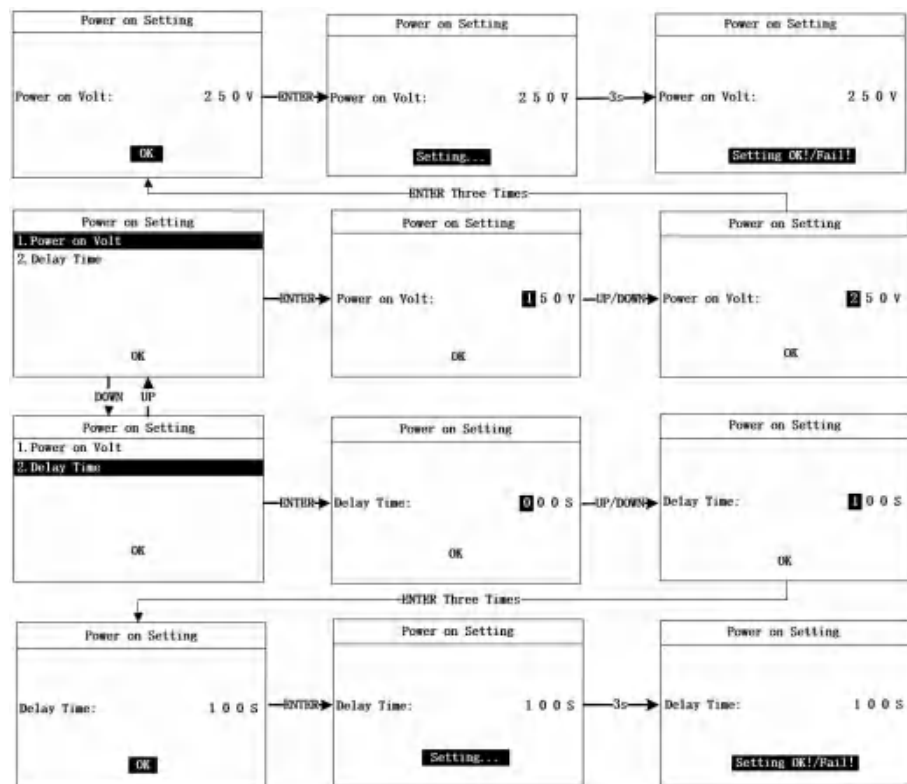 Power on Setting
Power on Volt: 2 5 0 V
OK
ENTER
Power on Setting
Power on Volt: 2 5 0 V
Setting...
3s
Power on Setting
Power on Volt: 2 5 0 V
Setting OK!/Fail!
ENTER Three Times
Power on Setting
1.Power on Volt
2.Delay Time
OK
ENTER
Power on Setting
Power on Volt: 1 5 0 V
OK
UP/DOWN
Power on Setting
Power on Volt: 2 5 0 V
OK
DOWN UP
Power on Setting
1.Power on Volt
2.Delay Time
OK
ENTER
Power on Setting
Delay Time: 0 0 0 S
OK
UP/DOWN
Power on Setting
Delay Time: 1 0 0 S
OK
ENTER Three Times
Power on Setting
Delay Time: 1 0 0 S
OK
ENTER
Power on Setting
Delay Time: 1 0 0 S
Setting...
3s
Power on Setting
Delay Time: 1 0 0 S
Setting OK!/Fail!